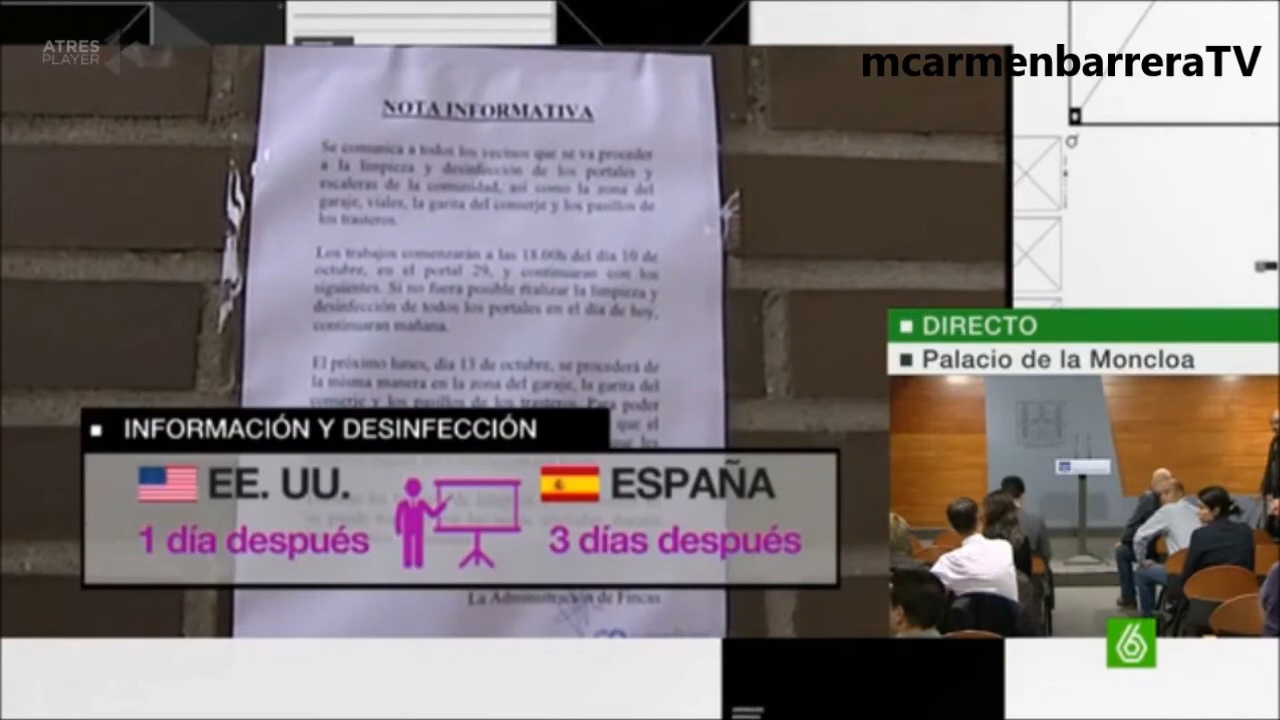 ATRES
PLAYER
mcarmenbarreraTV
NOTA INFORMATIVA
Se comunica a todos los vecinos que se va proceder
a la limpieza y desinfección de los portales y
escaleras de la comunidad, así como la zona del
garaje, viales, la garita del conserje y los pasillos de
los trasteros.
Los trabajos comenzarán a las 18.00h del día 10 de
octubre, en el portal 29, y continuaran con los
siguientes. Si no fuera posible realizar la limpieza y
desinfección de todos los portales en el día de hoy,
continuaran mañana.
El próximo lunes, día 13 de octubre, se procederá de
la misma manera en la zona del garaje, la garita del
conserje y los pasillos de los trasteros. Para poder
que el
La Administración de Fincas
INFORMACIÓN Y DESINFECCIÓN
EE. UU.
1 día después
ESPAÑA
3 días después
DIRECTO
Palacio de la Moncloa
6